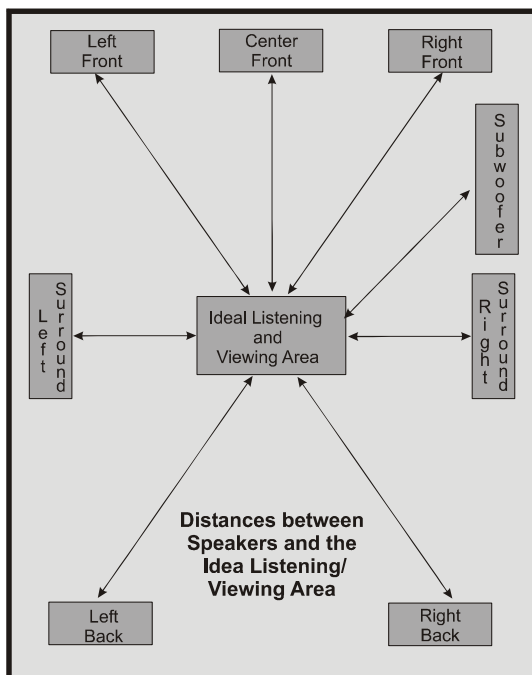 Left
Front
Center
Front
Right
Front
Subwoofer
Left
Surround
Ideal Listening
and
Viewing Area
Right
Surround
Distances between
Speakers and the
Idea Listening/
Viewing Area
Left
Back
Right
Back